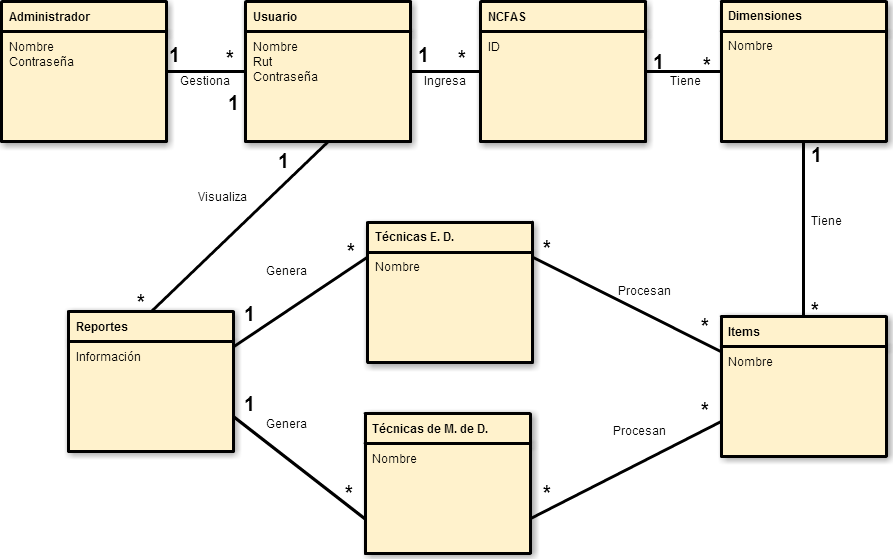 Administrador
Nombre
Contraseña
1
*
Gestiona
1
Usuario
Nombre
Rut
Contraseña
1
*
Ingresa
NCFAS
ID
1
*
Tiene
Dimensiones
Nombre
1
Visualiza
*
1
Tiene
*
Técnicas E. D.
Nombre
*
Genera
1
*
Procesan
*
Reportes
Información
Items
Nombre
1
Genera
*
Técnicas de M. de D.
Nombre
*
Procesan
*